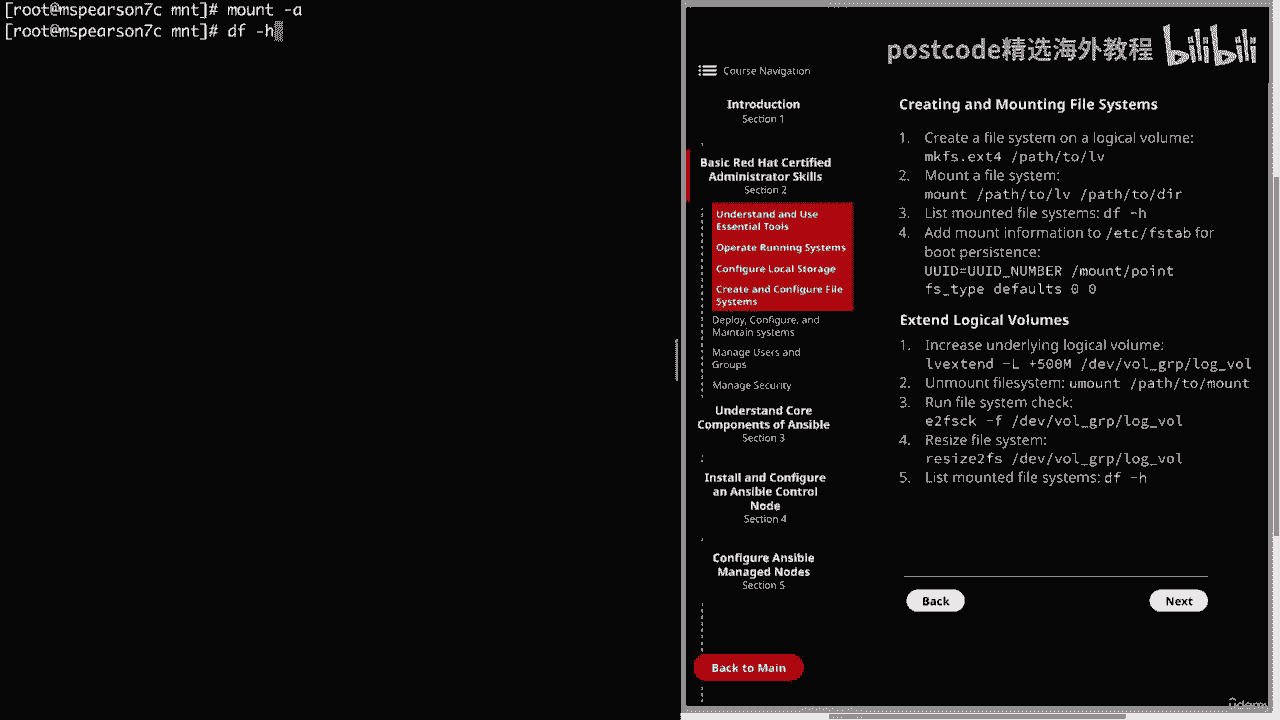 [root@mspearson7c mnt]# mount -a
[root@mspearson7c mnt]# df -h
postcode精选海外教程 bilibili
Course Navigation
Introduction
Section 1
Basic Red Hat Certified
Administrator Skills
Section 2
Understand and Use
Essential Tools
Operate Running Systems
Configure Local Storage
Create and Configure File
Systems
Deploy, Configure, and
Maintain systems
Manage Users and
Groups
Manage Security
Understand Core
Components of Ansible
Section 3
Install and Configure
an Ansible Control
Node
Section 4
Configure Ansible
Managed Nodes
Section 5
Back to Main
Creating and Mounting File Systems
1. Create a file system on a logical volume:
mkfs.ext4 /path/to/lv
2. Mount a file system:
mount /path/to/lv /path/to/dir
3. List mounted file systems: df -h
4. Add mount information to /etc/fstab for
boot persistence:
UUID=UUID_NUMBER /mount/point
fs_type defaults 0 0
Extend Logical Volumes
1. Increase underlying logical volume:
lvextend -L +500M /dev/vol_grp/log_vol
2. Unmount filesystem: umount /path/to/mount
3. Run file system check:
e2fsck -f /dev/vol_grp/log_vol
4. Resize file system:
resize2fs /dev/vol_grp/log_vol
5. List mounted file systems: df -h
Back
Next
udemy